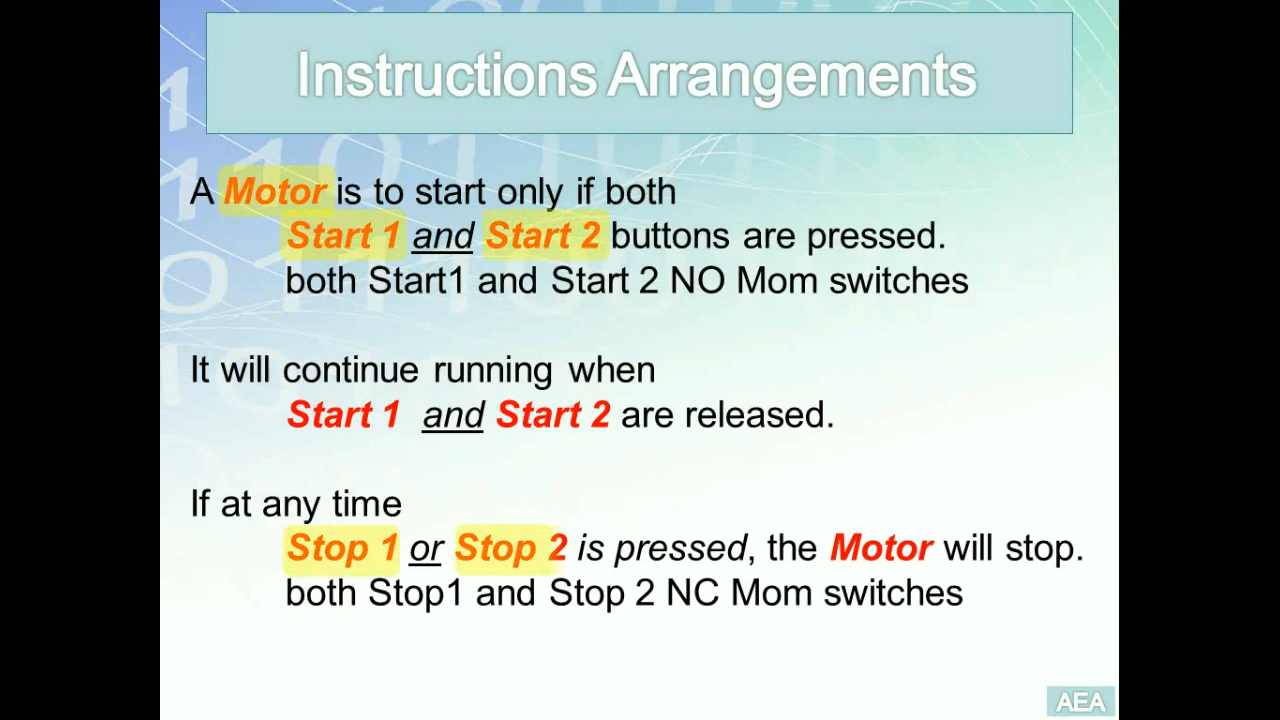 Instructions Arrangements
A Motor is to start only if both
Start 1 and Start 2 buttons are pressed.
both Start1 and Start 2 NO Mom switches
It will continue running when
Start 1 and Start 2 are released.
If at any time
Stop 1 or Stop 2 is pressed, the Motor will stop.
both Stop1 and Stop 2 NC Mom switches
AEA